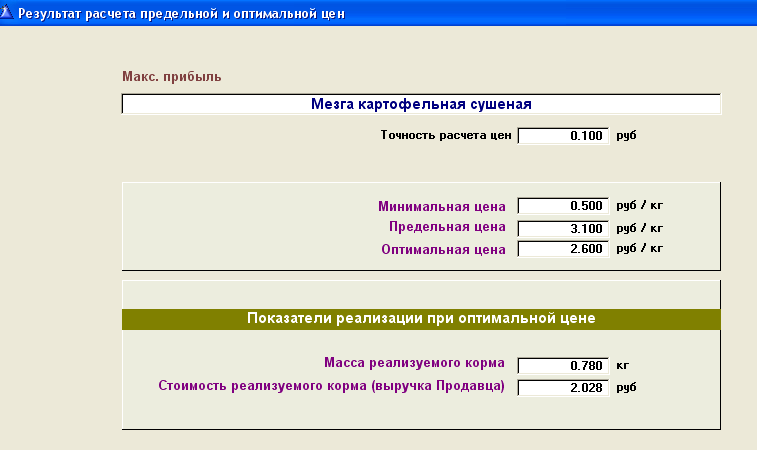 Результат расчета предельной и оптимальной цен
Макс. прибыль
Мезга картофельная сушеная
Точность расчета цен 0.100 руб
Минимальная цена 0.500 руб / кг
Предельная цена 3.100 руб / кг
Оптимальная цена 2.600 руб / кг
Показатели реализации при оптимальной цене
Масса реализуемого корма 0.780 кг
Стоимость реализуемого корма (выручка Продавца) 2.028 руб